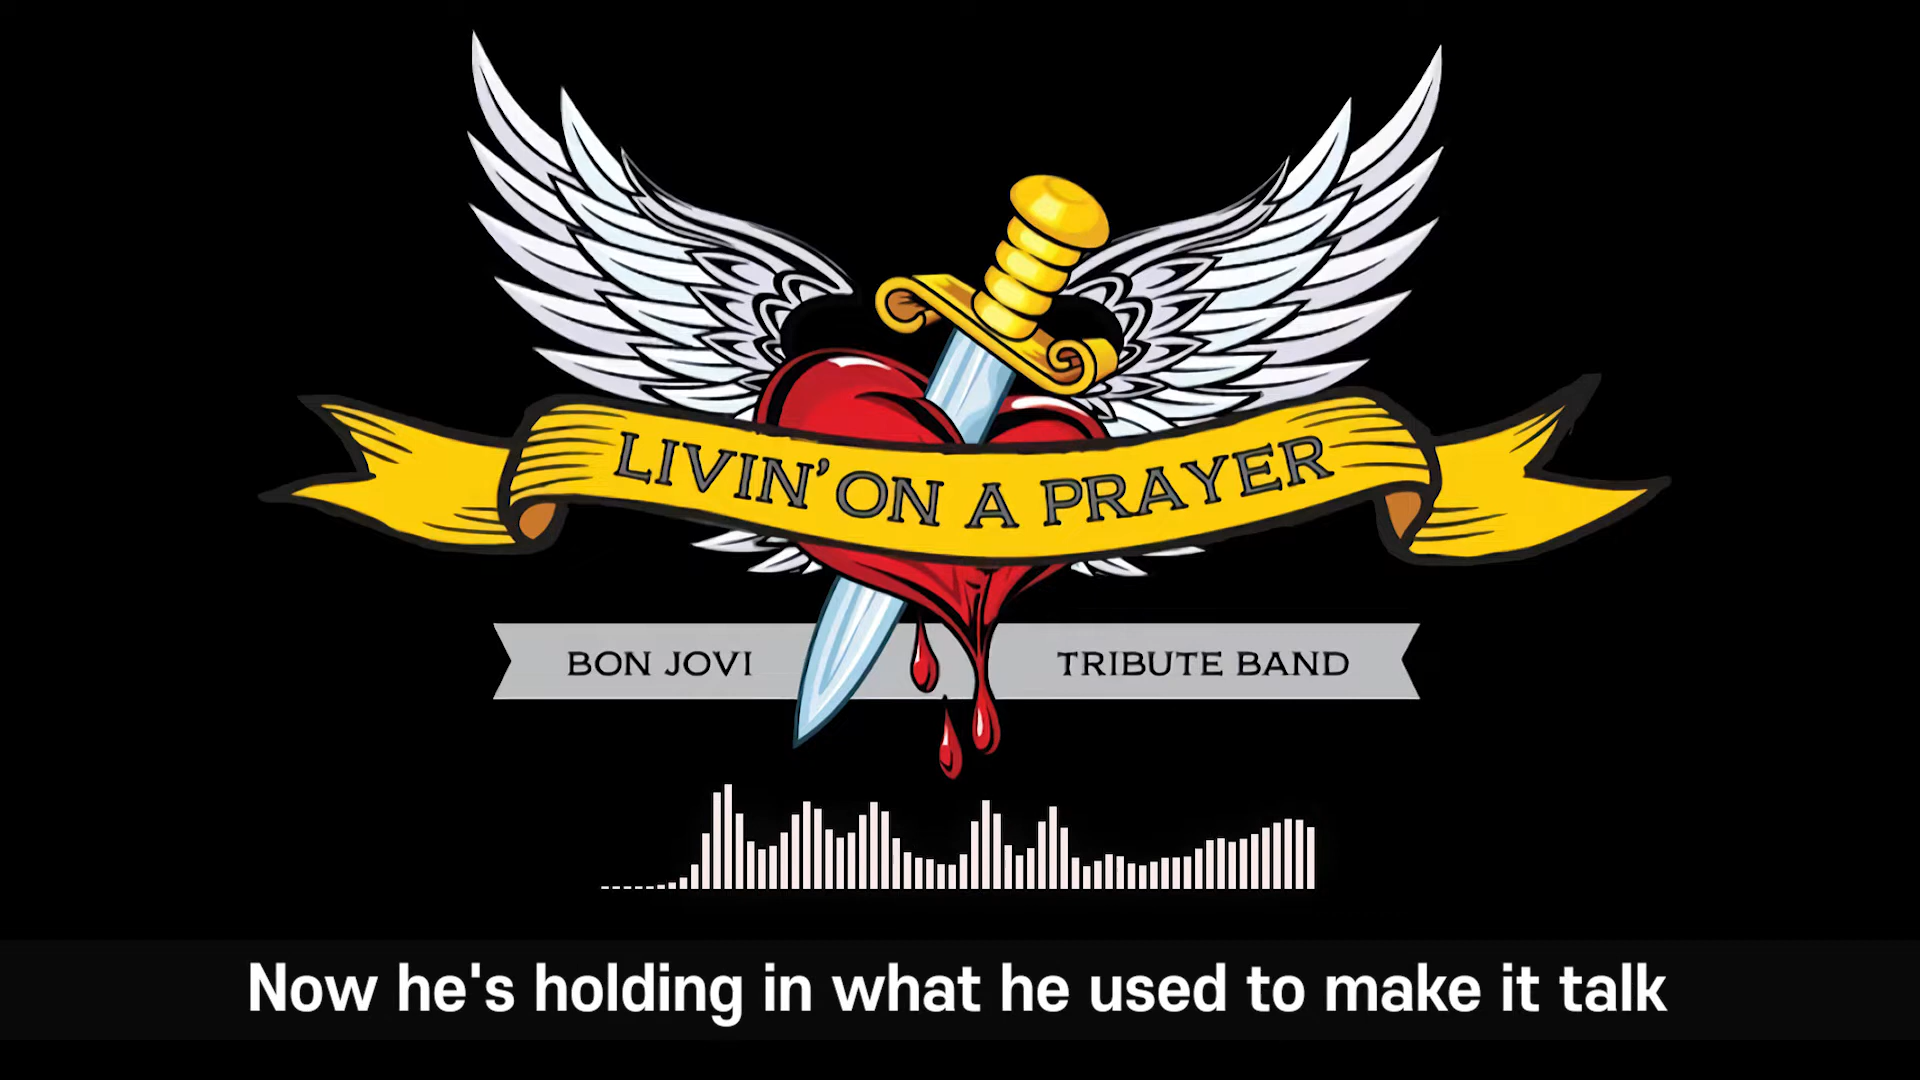 LIVIN' ON A PRAYER
BON JOVI TRIBUTE BAND
Now he's holding in what he used to make it talk